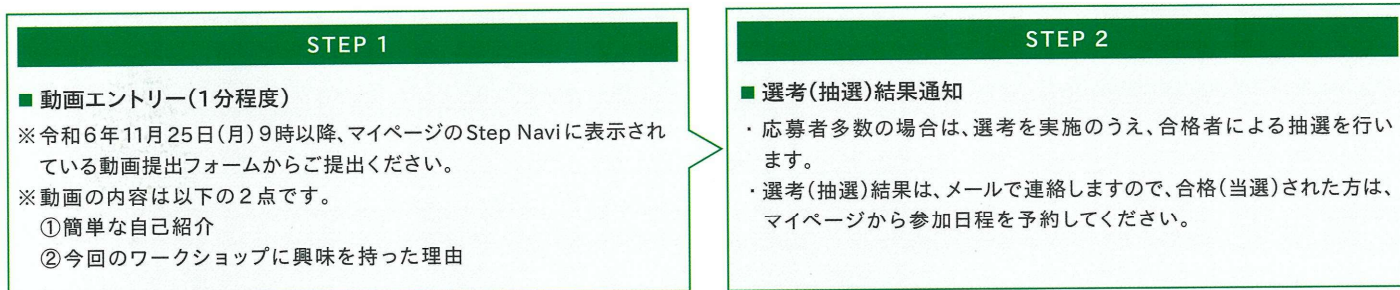 STEP 1
■ 動画エントリー(1分程度)
※令和6年11月25日(月)9時以降、マイページのStep Naviに表示され
ている動画提出フォームからご提出ください。
※動画の内容は以下の2点です。
①簡単な自己紹介
②今回のワークショップに興味を持った理由
STEP 2
■ 選考(抽選)結果通知
・応募者多数の場合は、選考を実施のうえ、合格者による抽選を行い
ます。
・選考(抽選)結果は、メールで連絡しますので、合格(当選)された方は、
マイページから参加日程を予約してください。